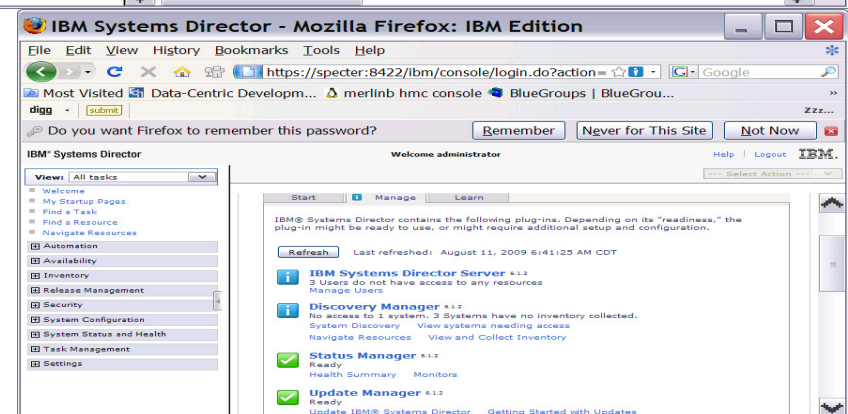 IBM Systems Director - Mozilla Firefox: IBM Edition
File Edit View History Bookmarks Tools Help
https://specter:8422/ibm/console/login.do?action= G Google
Most Visited Data-Centric Developm... merlinb hmc console BlueGroups | BlueGrou... »
digg submit zzz...
Do you want Firefox to remember this password? Remember Never for This Site Not Now
IBM® Systems Director Welcome administrator Help Logout IBM.
View: All tasks --- Select Action ---
Welcome
My Startup Pages
Find a Task
Find a Resource
Navigate Resources
Automation
Availability
Inventory
Release Management
Security
System Configuration
System Status and Health
Task Management
Settings
Start Manage Learn
IBM® Systems Director contains the following plug-ins. Depending on its "readiness," the
plug-in might be ready to use, or might require additional setup and configuration.
Refresh Last refreshed: August 11, 2009 6:41:25 AM CDT
IBM Systems Director Server 6.1.2
3 Users do not have access to any resources
Manage Users
Discovery Manager 6.1.2
No access to 1 system. 3 Systems have no inventory collected.
System Discovery View systems needing access
Navigate Resources View and Collect Inventory
Status Manager 6.1.2
Ready
Health Summary Monitors
Update Manager 6.1.2
Ready
Update IBM® Systems Director Getting Started with Updates